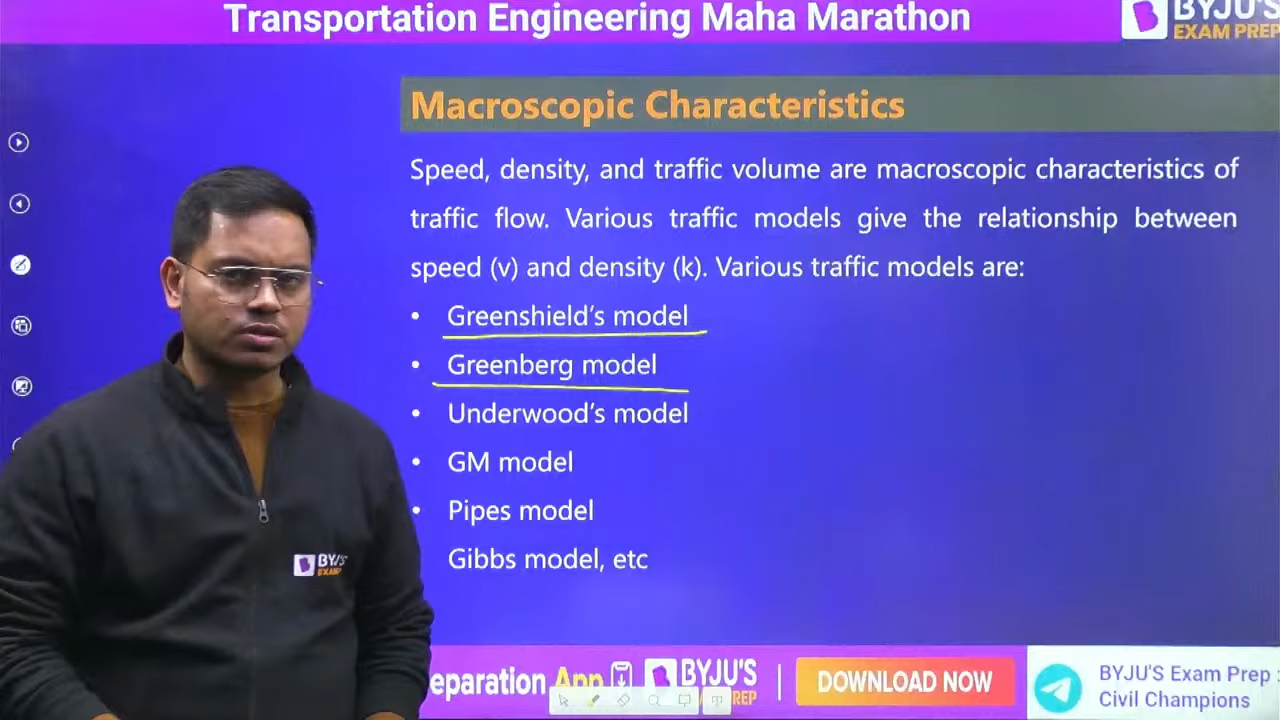 Transportation Engineering Maha Marathon
BYJU'S
EXAM PREP
Macroscopic Characteristics
Speed, density, and traffic volume are macroscopic characteristics of
traffic flow. Various traffic models give the relationship between
speed (v) and density (k). Various traffic models are:
• Greenshield's model
• Greenberg model
• Underwood's model
• GM model
• Pipes model
Gibbs model, etc
BYJU'S
EXAM
eparation App
BYJU'S
PREP
DOWNLOAD NOW
BYJU'S Exam Prep :
Civil Champions